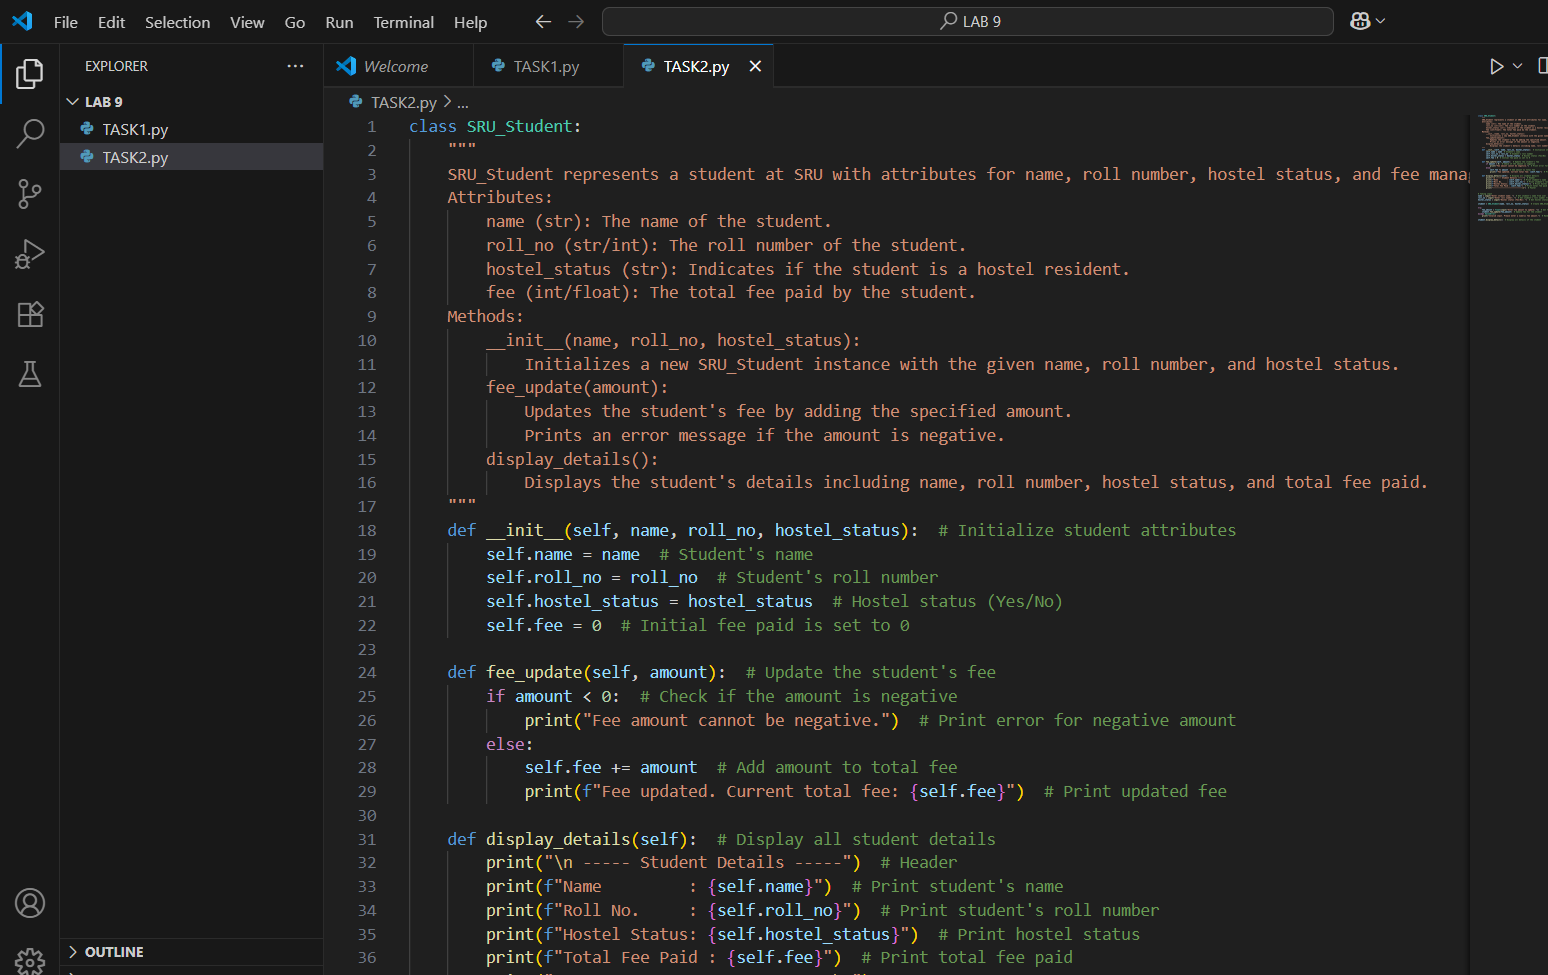 File Edit Selection View Go Run Terminal Help
LAB 9
EXPLORER
LAB 9
TASK1.py
TASK2.py
OUTLINE
Welcome
TASK1.py
TASK2.py
TASK2.py > ...
1 class SRU_Student:
2 """
3 SRU_Student represents a student at SRU with attributes for name, roll number, hostel status, and fee mana
4 Attributes:
5 name (str): The name of the student.
6 roll_no (str/int): The roll number of the student.
7 hostel_status (str): Indicates if the student is a hostel resident.
8 fee (int/float): The total fee paid by the student.
9 Methods:
10 __init__(name, roll_no, hostel_status):
11 Initializes a new SRU_Student instance with the given name, roll number, and hostel status.
12 fee_update(amount):
13 Updates the student's fee by adding the specified amount.
14 Prints an error message if the amount is negative.
15 display_details():
16 Displays the student's details including name, roll number, hostel status, and total fee paid.
17 """
18 def __init__(self, name, roll_no, hostel_status):  # Initialize student attributes
19 self.name = name  # Student's name
20 self.roll_no = roll_no  # Student's roll number
21 self.hostel_status = hostel_status  # Hostel status (Yes/No)
22 self.fee = 0  # Initial fee paid is set to 0
23
24 def fee_update(self, amount):  # Update the student's fee
25 if amount < 0:  # Check if the amount is negative
26 print("Fee amount cannot be negative.")  # Print error for negative amount
27 else:
28 self.fee += amount  # Add amount to total fee
29 print(f"Fee updated. Current total fee: {self.fee}")  # Print updated fee
30
31 def display_details(self):  # Display all student details
32 print("\n ----- Student Details -----")  # Header
33 print(f"Name         : {self.name}")  # Print student's name
34 print(f"Roll No.     : {self.roll_no}")  # Print student's roll number
35 print(f"Hostel Status: {self.hostel_status}")  # Print hostel status
36 print(f"Total Fee Paid : {self.fee}")  # Print total fee paid